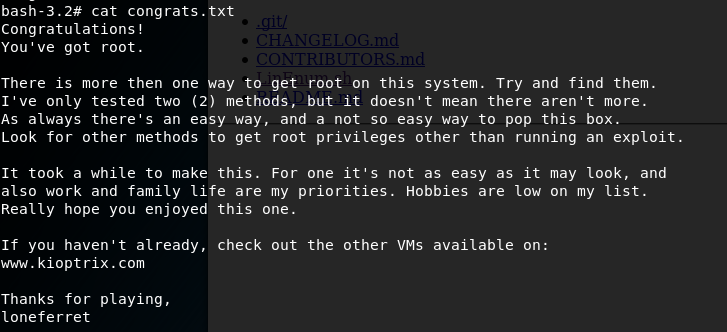 bash-3.2# cat congrats.txt
Congratulations!
You've got root.
There is more then one way to get root on this system. Try and find them.
I've only tested two (2) methods, but it doesn't mean there aren't more.
As always there's an easy way, and a not so easy way to pop this box.
Look for other methods to get root privileges other than running an exploit.
It took a while to make this. For one it's not as easy as it may look, and
also work and family life are my priorities. Hobbies are low on my list.
Really hope you enjoyed this one.
If you haven't already, check out the other VMs available on:
www.kioptrix.com
Thanks for playing,
loneferret
.git/
CHANGELOG.md
CONTRIBUTORS.md
LinEnum.sh
README.md